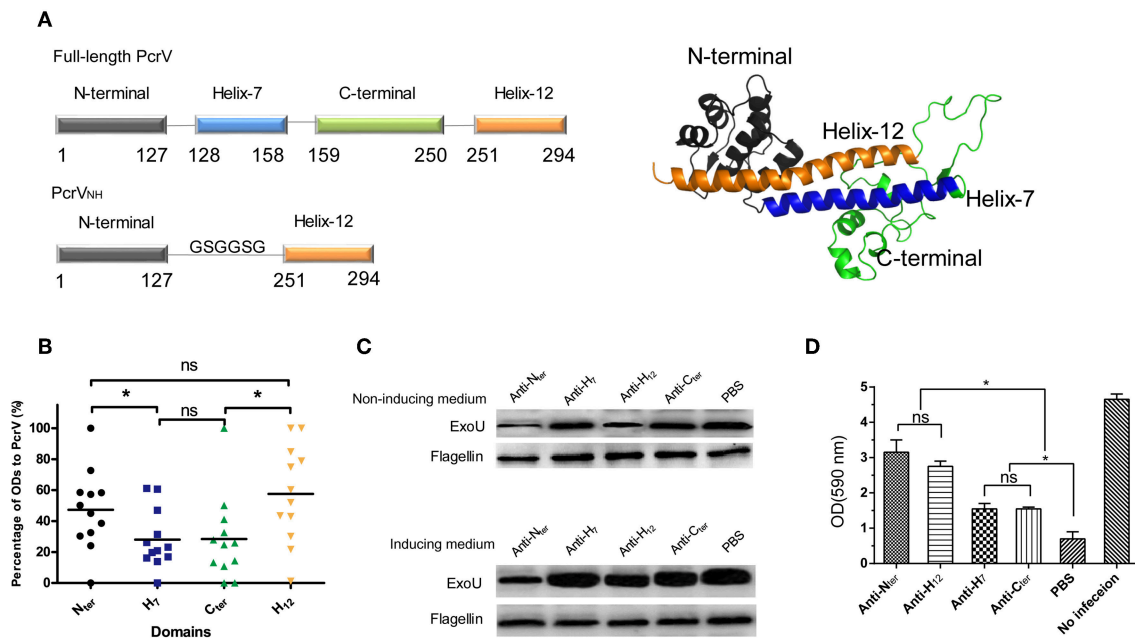 A
Full-length PcrV
N-terminal Helix-7 C-terminal Helix-12
1 127 128 158 159 250 251 294
PcrVNH
N-terminal Helix-12
GSGGSG
1 127 251 294
N-terminal
Helix-12
Helix-7
C-terminal
B
ns
* ns *
Percentage of ODs to PcrV (%)
100
80
60
40
20
0
Nter H7 Cter H12
Domains
C
Anti-Nter Anti-H7 Anti-H12 Anti-Cter PBS
Non-inducing medium
ExoU
Flagellin
Anti-Nter Anti-H7 Anti-H12 Anti-Cter PBS
Inducing medium
ExoU
Flagellin
D
*
ns
*
ns
OD(590 nm)
5
4
3
2
1
0
Anti-Nter Anti-H12 Anti-H7 Anti-Cter PBS No infeceion